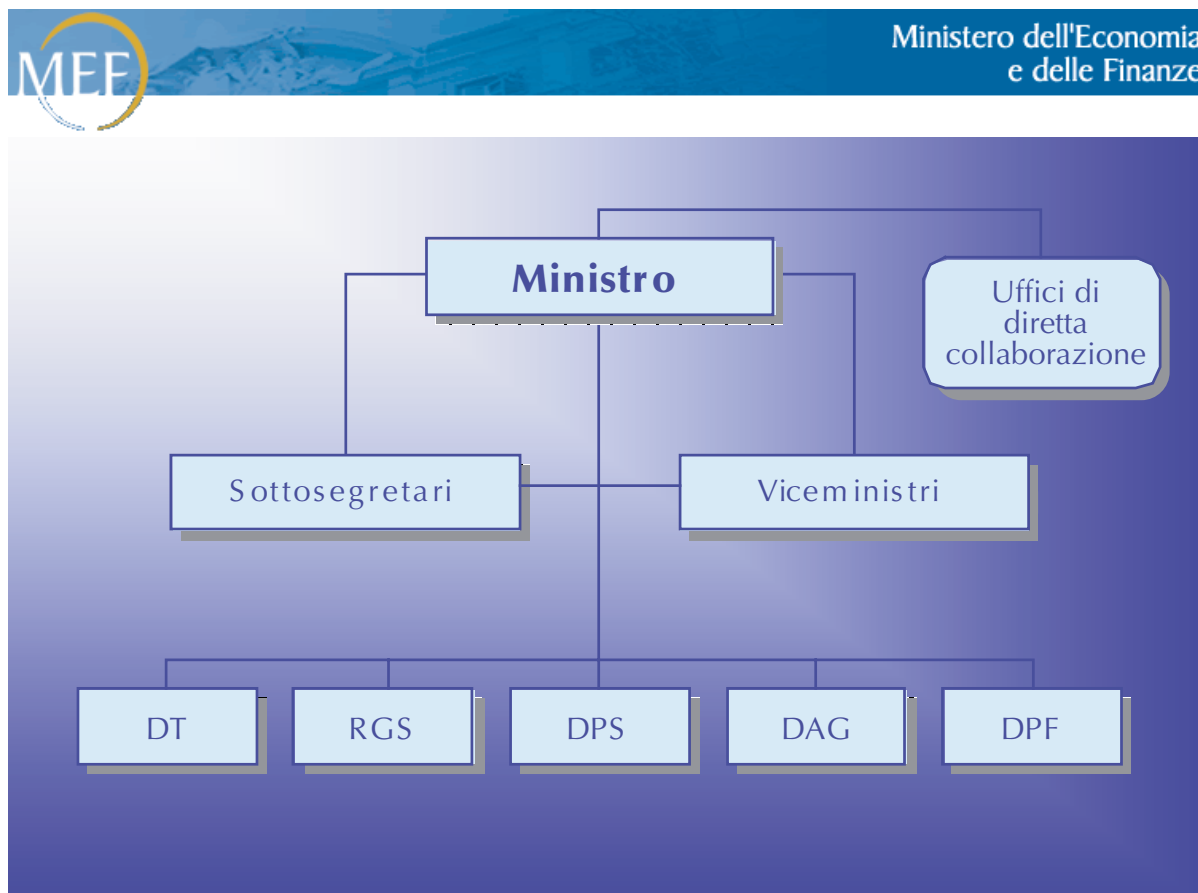 MEF
Ministero dell'Economia
e delle Finanze
Ministro
Uffici di
diretta
collaborazione
Sottosegretari
Viceministri
DT
RGS
DPS
DAG
DPF